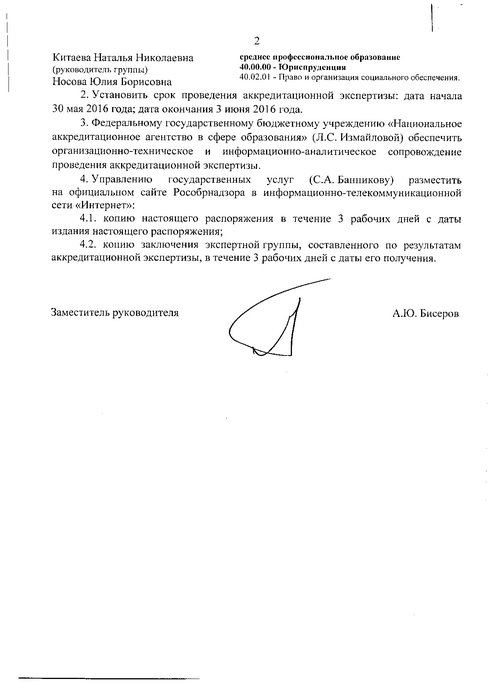 2
Китаева Наталья Николаевна
(руководитель группы)
Носова Юлия Борисовна
среднее профессиональное образование
40.00.00 - Юриспруденция
40.02.01 - Право и организация социального обеспечения.
2. Установить срок проведения аккредитационной экспертизы: дата начала
30 мая 2016 года; дата окончания 3 июня 2016 года.
3. Федеральному государственному бюджетному учреждению «Национальное
аккредитационное агентство в сфере образования» (Л.С. Измайловой) обеспечить
организационно-техническое и информационно-аналитическое сопровождение
проведения аккредитационной экспертизы.
4. Управлению государственных услуг (С.А. Банникову) разместить
на официальном сайте Рособрнадзора в информационно-телекоммуникационной
сети «Интернет»:
4.1. копию настоящего распоряжения в течение 3 рабочих дней с даты
издания настоящего распоряжения;
4.2. копию заключения экспертной группы, составленного по результатам
аккредитационной экспертизы, в течение 3 рабочих дней с даты его получения.
Заместитель руководителя
А.Ю. Бисеров